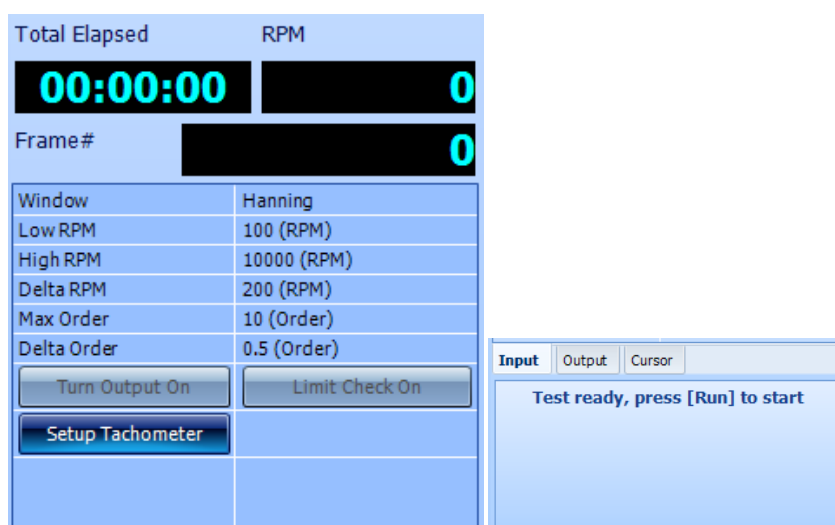 Total Elapsed RPM
00:00:00 0
Frame# 0
Window Hanning
Low RPM 100 (RPM)
High RPM 10000 (RPM)
Delta RPM 200 (RPM)
Max Order 10 (Order)
Delta Order 0.5 (Order)
Turn Output On Limit Check On
Setup Tachometer
Input Output Cursor
Test ready, press [Run] to start